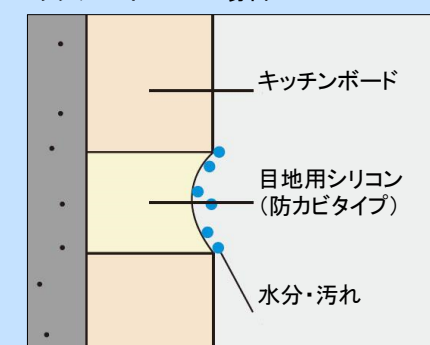 キッチンボード
目地用シリコン
（防カビタイプ）
水分・汚れ